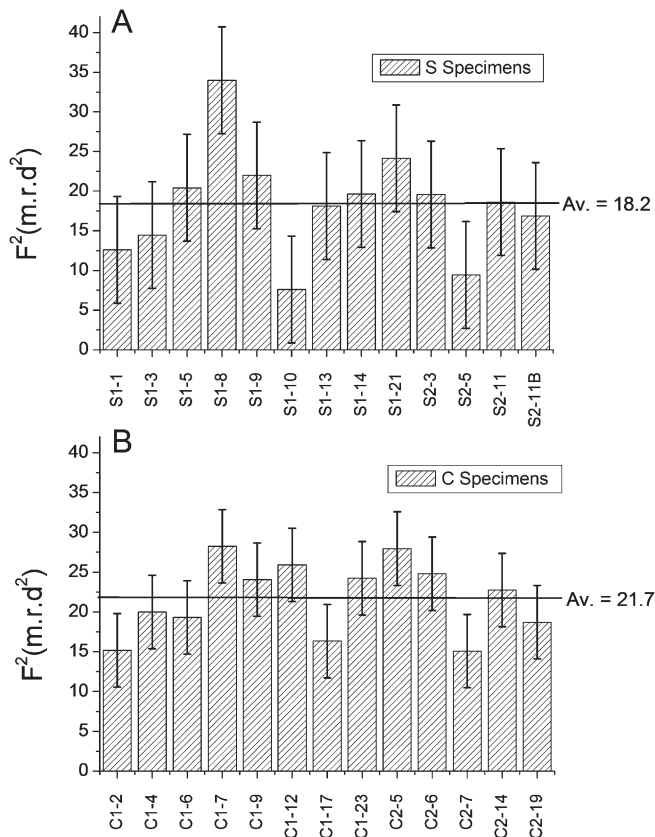 A
S Specimens
F²(m.r.d²)
40
35
30
25
20
15
10
5
0
Av. = 18.2
S1-1 S1-3 S1-5 S1-8 S1-9 S1-10 S1-13 S1-14 S1-21 S2-3 S2-5 S2-11 S2-11B
B
C Specimens
F²(m.r.d²)
40
35
30
25
20
15
10
5
0
Av. = 21.7
C1-2 C1-4 C1-6 C1-7 C1-9 C1-12 C1-17 C1-23 C2-5 C2-6 C2-7 C2-14 C2-19